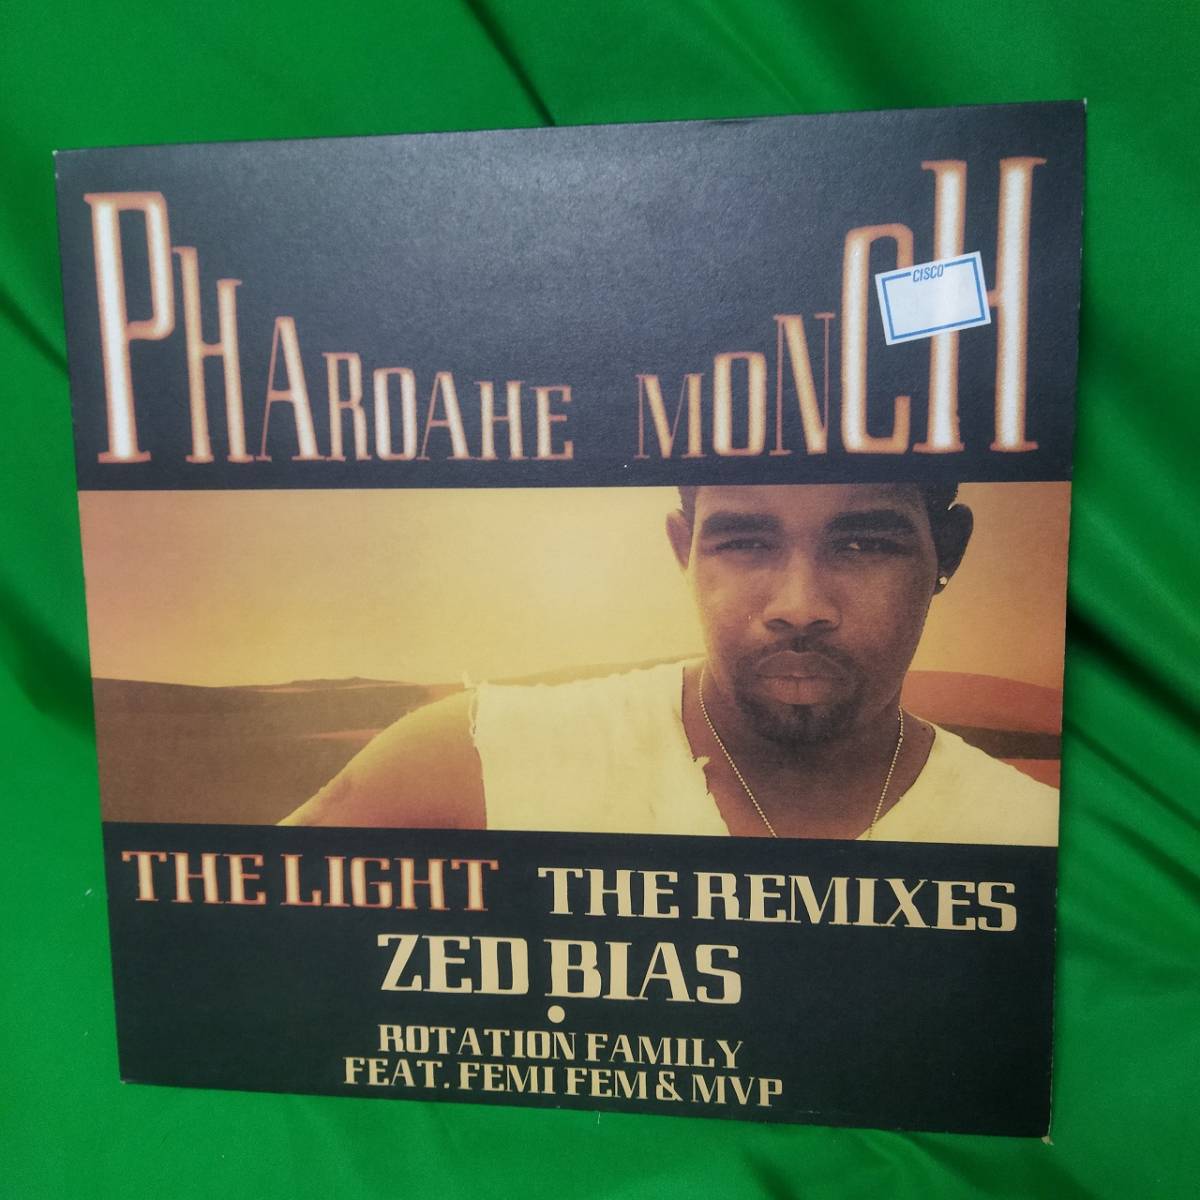 PHAROAHE MONCH
CISCO
THE LIGHT THE REMIXES
ZED BIAS
•
ROTATION FAMILY
FEAT. FEMI FEM & MVP